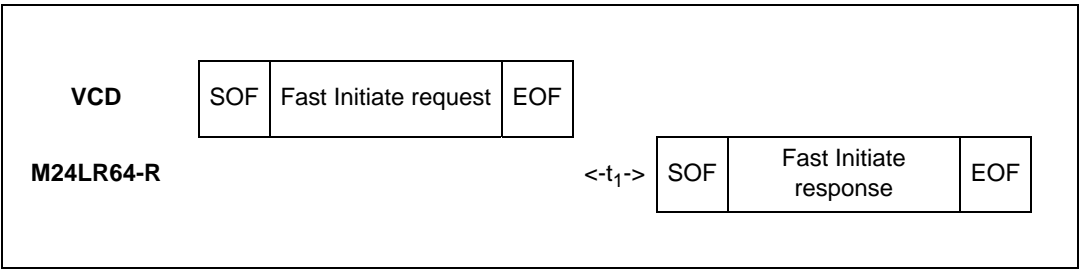 VCD SOF Fast Initiate request EOF
M24LR64-R <-t1-> SOF Fast Initiate response EOF